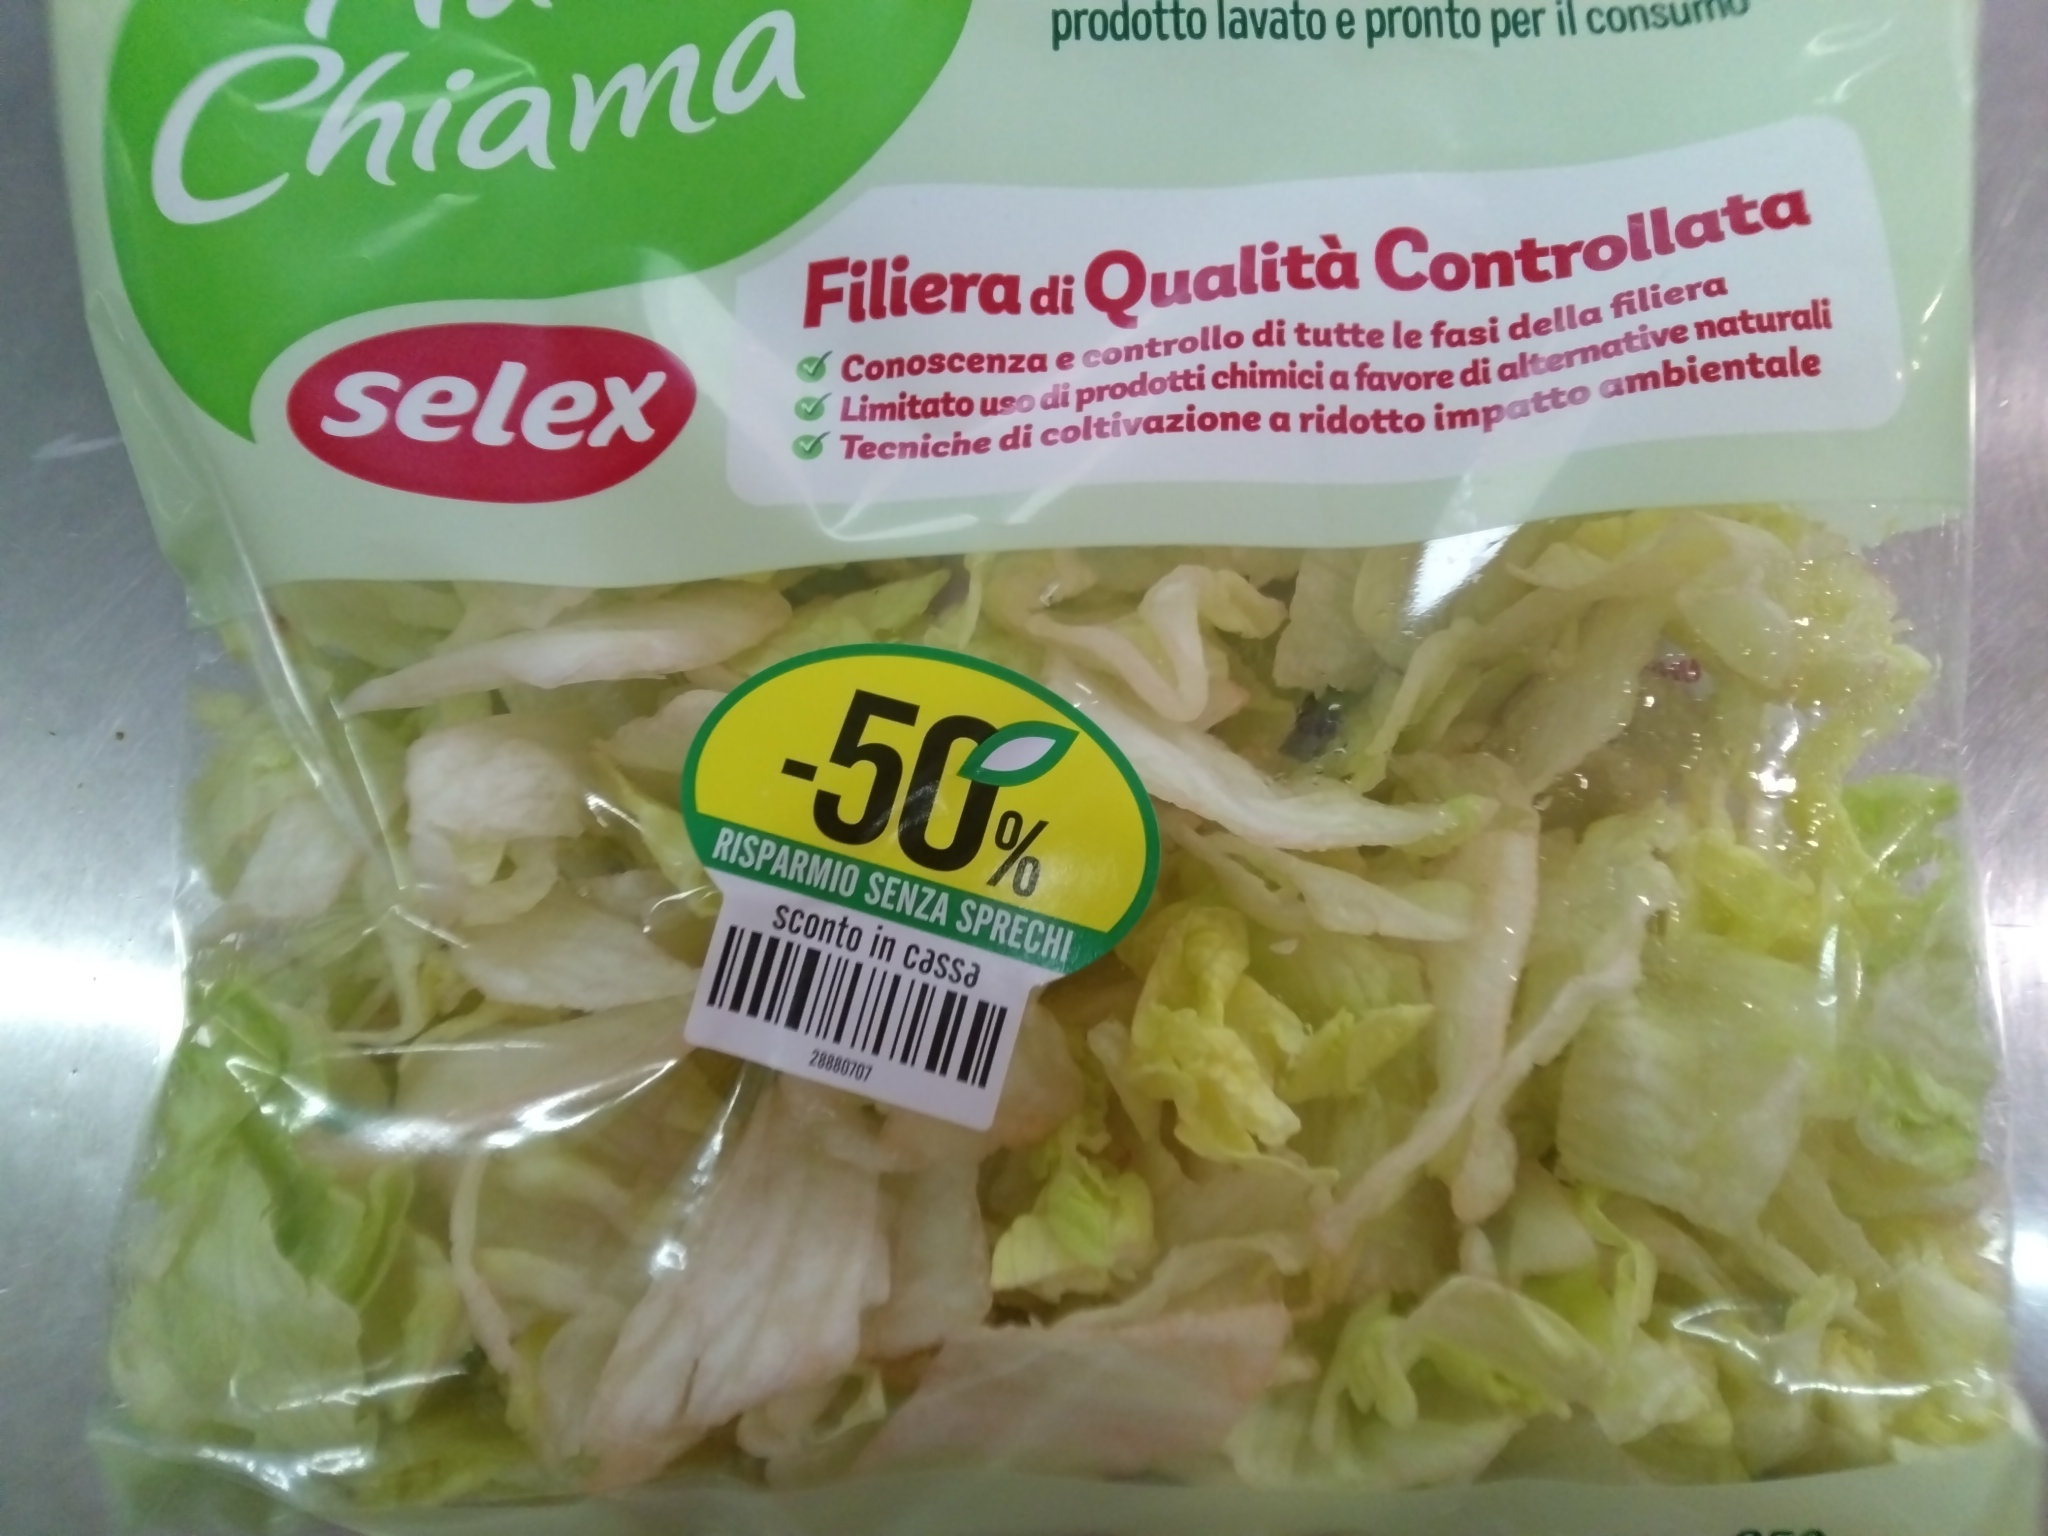 Chiama
prodotto lavato e pronto per il consumo
selex
Filiera di Qualità Controllata
Conoscenza e controllo di tutte le fasi della filiera
Limitato uso di prodotti chimici a favore di alternative naturali
Tecniche di coltivazione a ridotto impatto ambientale
-50%
RISPARMIO SENZA SPRECHI
sconto in cassa
28880707